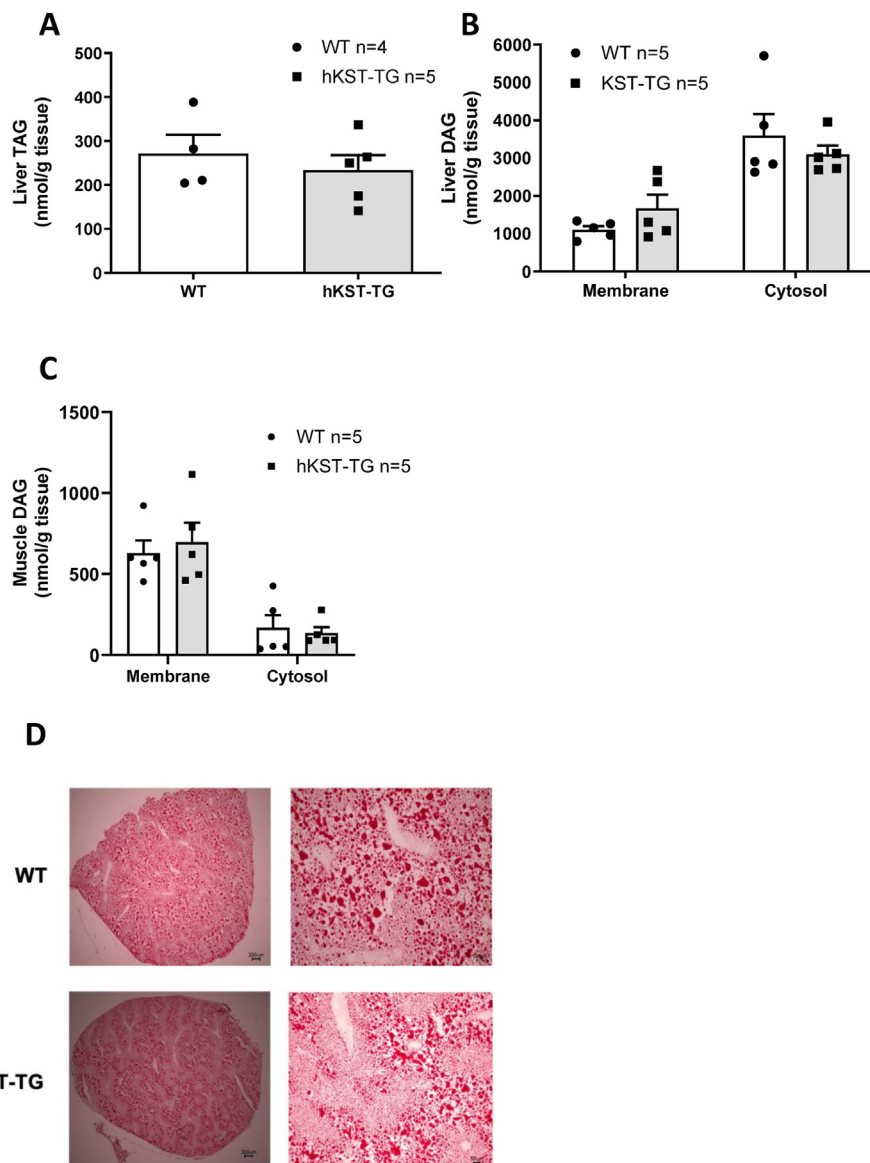 A
Liver TAG
(nmol/g tissue)
500
400
300
200
100
0
WT n=4
hKST-TG n=5
WT
hKST-TG
B
Liver DAG
(nmol/g tissue)
6000
5000
4000
3000
2000
1000
0
WT n=5
KST-TG n=5
Membrane
Cytosol
C
Muscle DAG
(nmol/g tissue)
1500
1000
500
0
WT n=5
hKST-TG n=5
Membrane
Cytosol
D
WT
T-TG